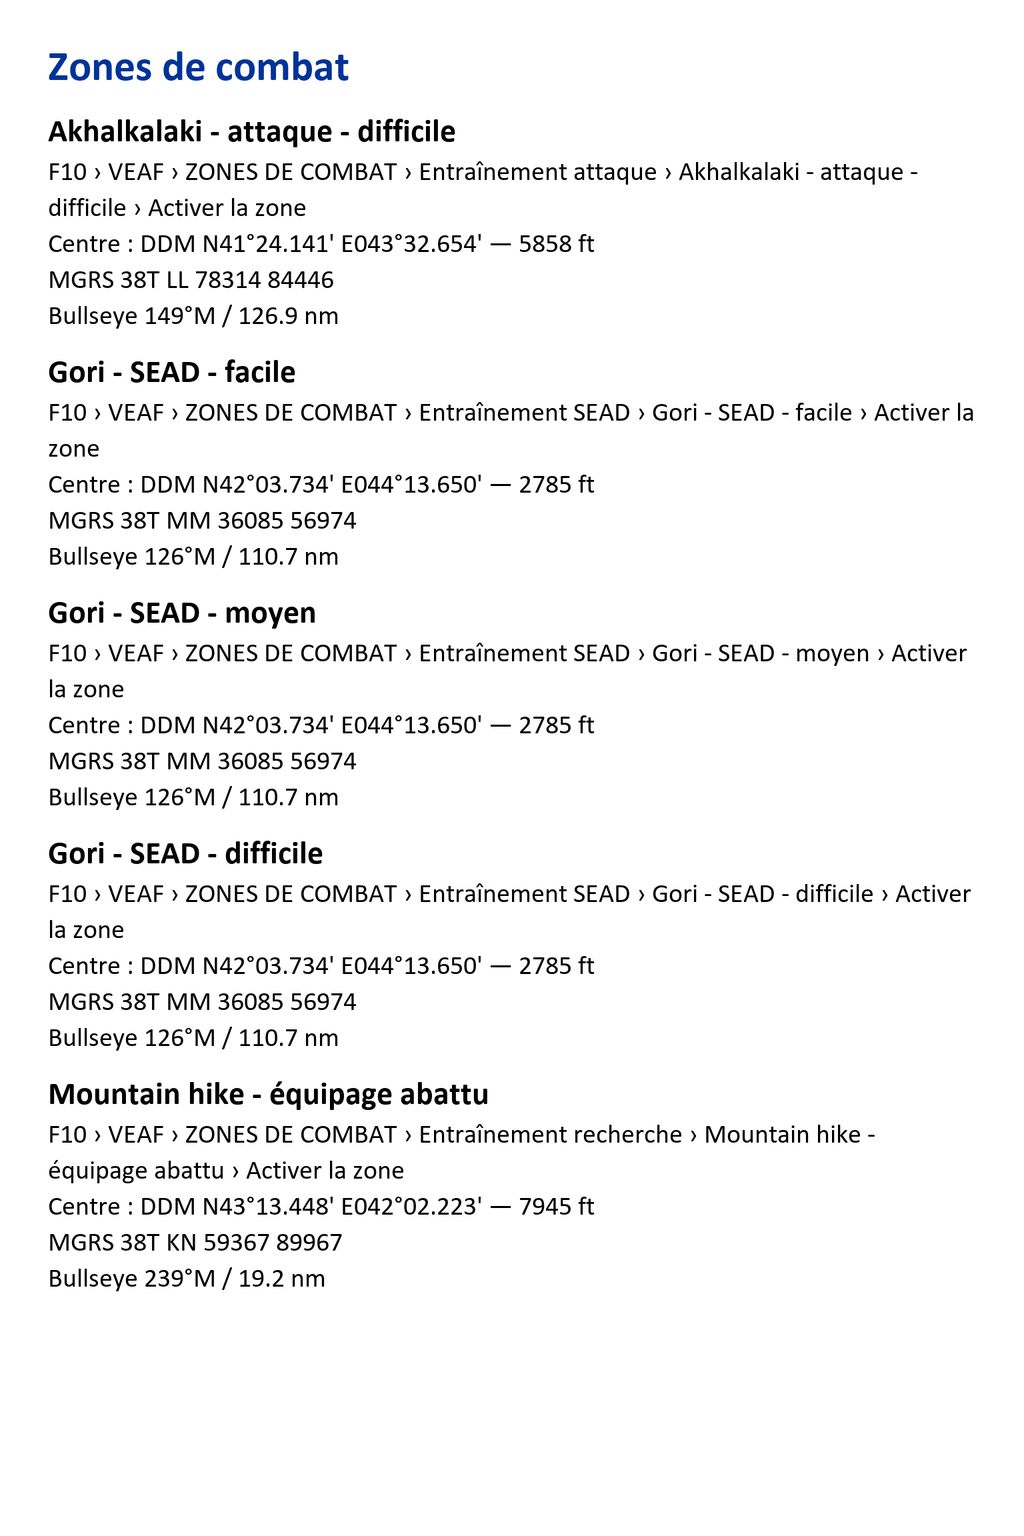 Zones de combat
Akhalkalaki - attaque - difficile
F10 › VEAF › ZONES DE COMBAT › Entraînement attaque › Akhalkalaki - attaque -
difficile › Activer la zone
Centre : DDM N41°24.141' E043°32.654' — 5858 ft
MGRS 38T LL 78314 84446
Bullseye 149°M / 126.9 nm
Gori - SEAD - facile
F10 › VEAF › ZONES DE COMBAT › Entraînement SEAD › Gori - SEAD - facile › Activer la
zone
Centre : DDM N42°03.734' E044°13.650' — 2785 ft
MGRS 38T MM 36085 56974
Bullseye 126°M / 110.7 nm
Gori - SEAD - moyen
F10 › VEAF › ZONES DE COMBAT › Entraînement SEAD › Gori - SEAD - moyen › Activer
la zone
Centre : DDM N42°03.734' E044°13.650' — 2785 ft
MGRS 38T MM 36085 56974
Bullseye 126°M / 110.7 nm
Gori - SEAD - difficile
F10 › VEAF › ZONES DE COMBAT › Entraînement SEAD › Gori - SEAD - difficile › Activer
la zone
Centre : DDM N42°03.734' E044°13.650' — 2785 ft
MGRS 38T MM 36085 56974
Bullseye 126°M / 110.7 nm
Mountain hike - équipage abattu
F10 › VEAF › ZONES DE COMBAT › Entraînement recherche › Mountain hike -
équipage abattu › Activer la zone
Centre : DDM N43°13.448' E042°02.223' — 7945 ft
MGRS 38T KN 59367 89967
Bullseye 239°M / 19.2 nm